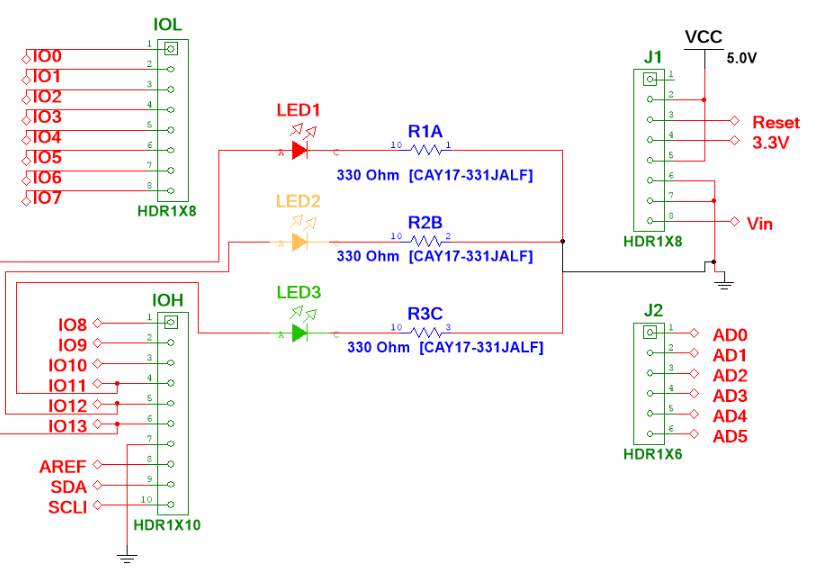 IOL
1
IO0
2
IO1
3
IO2
4
IO3
5
IO4
6
IO5
7
IO6
8
IO7
HDR1X8
LED1
A C
R1A
10 1
330 Ohm [CAY17-331JALF]
LED2
A C
R2B
10 2
330 Ohm [CAY17-331JALF]
LED3
A C
R3C
10 3
330 Ohm [CAY17-331JALF]
VCC
5.0V
J1
1
2
3 Reset
4 3.3V
5
6
7
8 Vin
HDR1X8
IOH
IO8 1
IO9 2
IO10 3
IO11 4
IO12 5
IO13 6
7
AREF 8
SDA 9
SCLI 10
HDR1X10
J2
1 AD0
2 AD1
3 AD2
4 AD3
5 AD4
6 AD5
HDR1X6